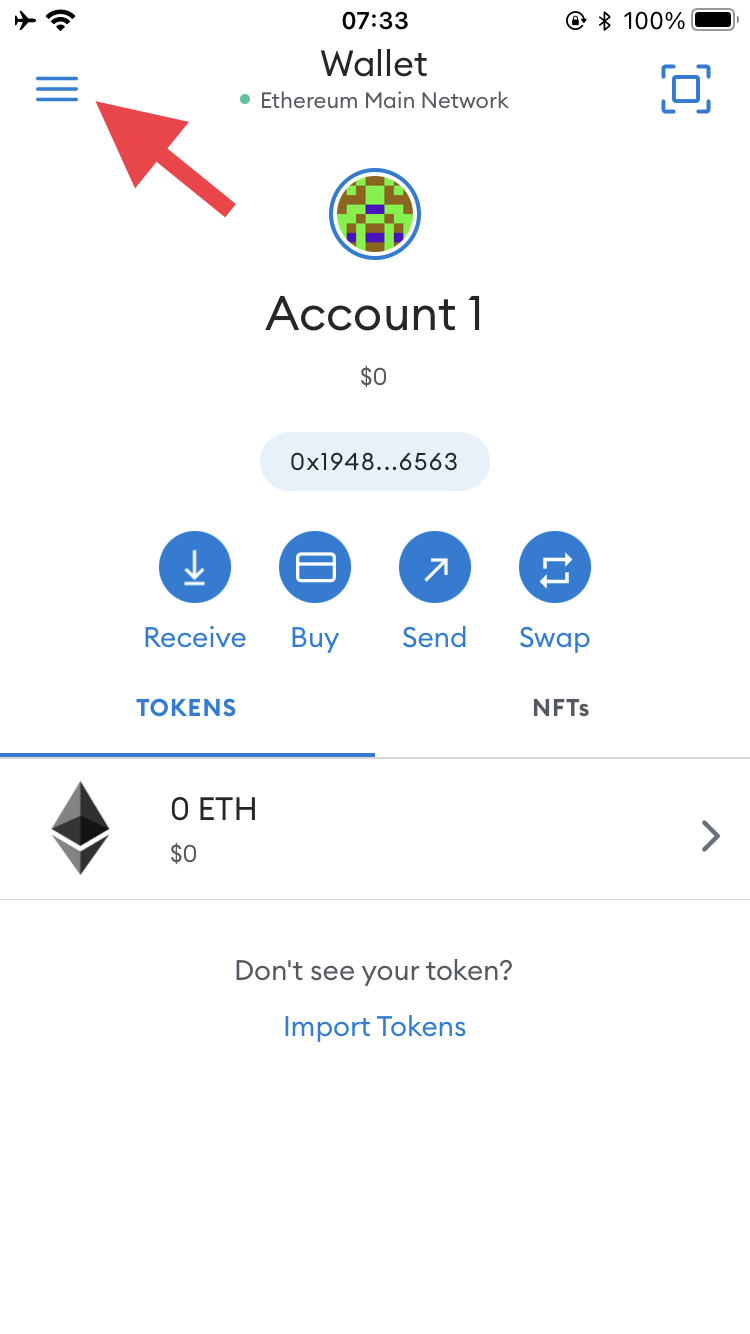 07:33
100%
Wallet
Ethereum Main Network
Account 1
$0
0x1948...6563
Receive Buy Send Swap
TOKENS NFTs
0 ETH
$0
Don't see your token?
Import Tokens